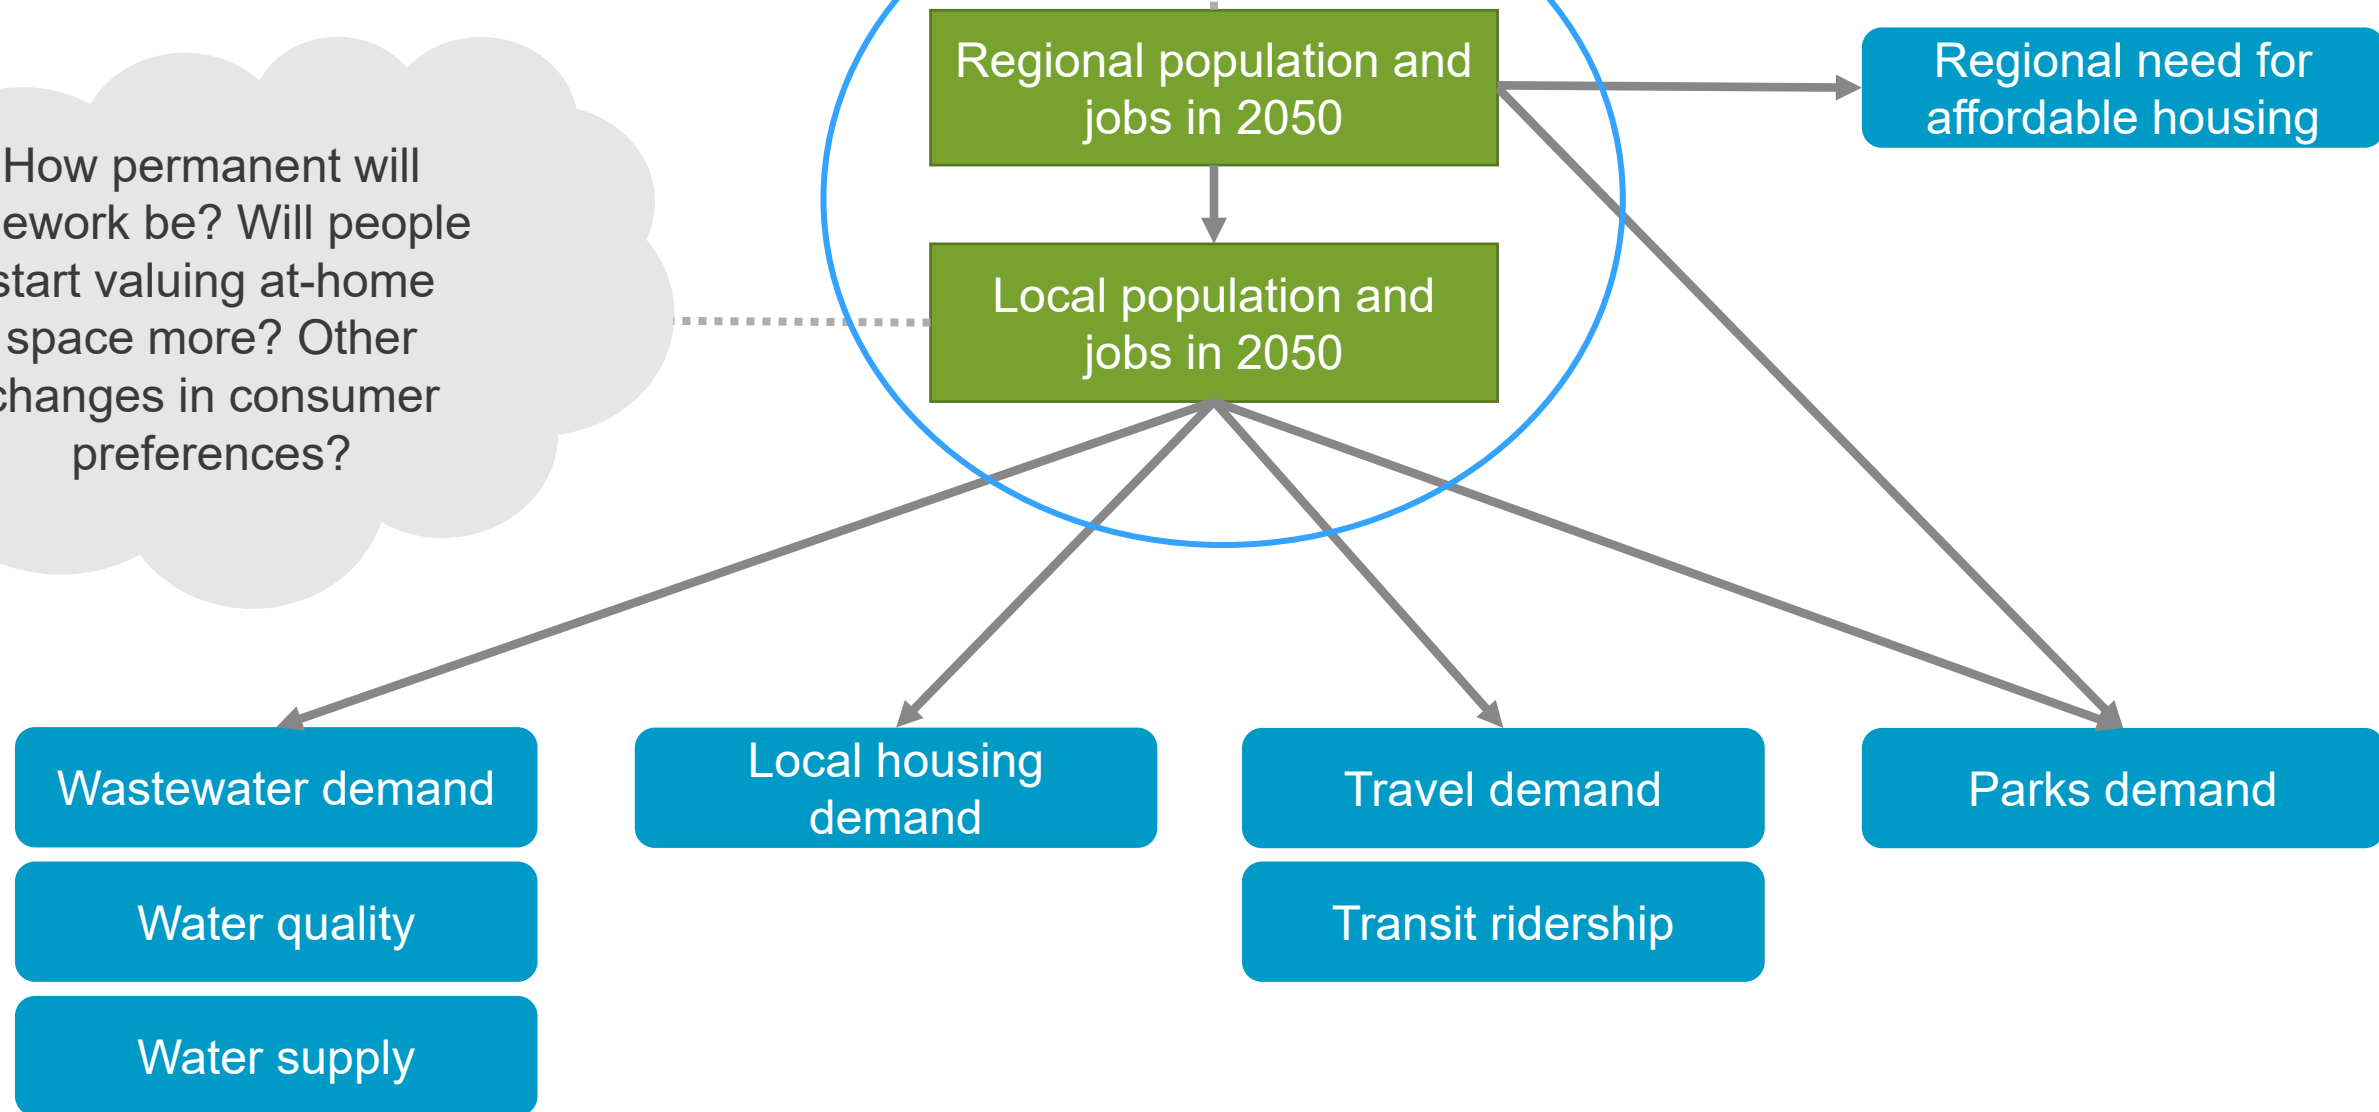 Regional population and
jobs in 2050
Regional need for
affordable housing
How permanent will
ework be? Will people
start valuing at-home
space more? Other
changes in consumer
preferences?
Local population and
jobs in 2050
Wastewater demand
Local housing
demand
Travel demand
Parks demand
Water quality
Transit ridership
Water supply